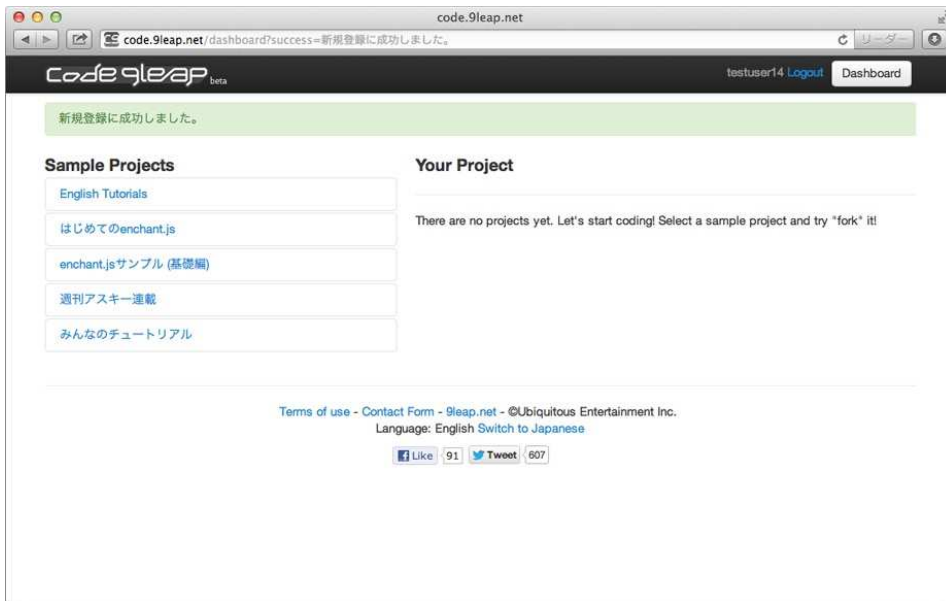 code.9leap.net
code.9leap.net/dashboard?success=新規登録に成功しました。
リーダー
code 9leap beta
testuser14 Logout
Dashboard
新規登録に成功しました。
Sample Projects
English Tutorials
はじめてのenchant.js
enchant.jsサンプル (基礎編)
週刊アスキー連載
みんなのチュートリアル
Your Project
There are no projects yet. Let's start coding! Select a sample project and try "fork" it!
Terms of use - Contact Form - 9leap.net - ©Ubiquitous Entertainment Inc.
Language: English Switch to Japanese
Like 91 Tweet 607